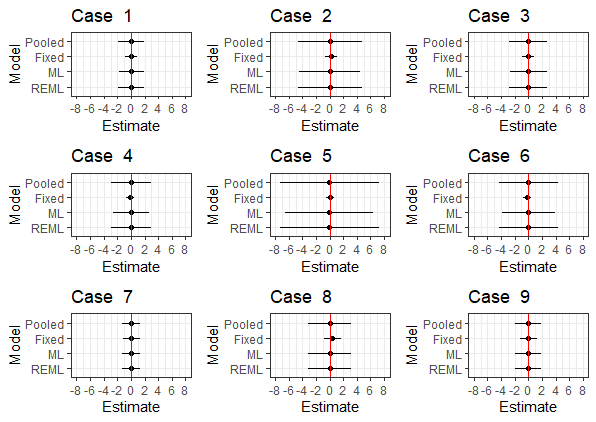 Case 1
Model
Pooled
Fixed
ML
REML
-8 -6 -4 -2 0 2 4 6 8
Estimate
Case 2
Model
Pooled
Fixed
ML
REML
-8 -6 -4 -2 0 2 4 6 8
Estimate
Case 3
Model
Pooled
Fixed
ML
REML
-8 -6 -4 -2 0 2 4 6 8
Estimate
Case 4
Model
Pooled
Fixed
ML
REML
-8 -6 -4 -2 0 2 4 6 8
Estimate
Case 5
Model
Pooled
Fixed
ML
REML
-8 -6 -4 -2 0 2 4 6 8
Estimate
Case 6
Model
Pooled
Fixed
ML
REML
-8 -6 -4 -2 0 2 4 6 8
Estimate
Case 7
Model
Pooled
Fixed
ML
REML
-8 -6 -4 -2 0 2 4 6 8
Estimate
Case 8
Model
Pooled
Fixed
ML
REML
-8 -6 -4 -2 0 2 4 6 8
Estimate
Case 9
Model
Pooled
Fixed
ML
REML
-8 -6 -4 -2 0 2 4 6 8
Estimate